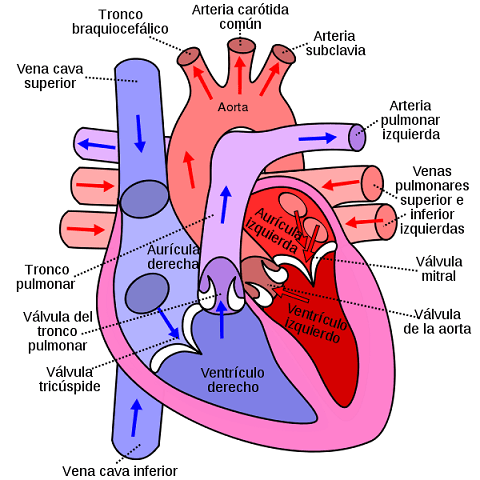 Tronco
braquiocefálico
Arteria carótida
común
Arteria
subclavia
Vena cava
superior
Aorta
Arteria
pulmonar
izquierda
Venas
pulmonares
superior e
inferior
izquierdas
Aurícula
izquierda
Aurícula
derecha
Tronco
pulmonar
Válvula
mitral
Válvula del
tronco
pulmonar
Ventrículo
izquierdo
Válvula
de la aorta
Válvula
tricúspide
Ventrículo
derecho
Vena cava inferior